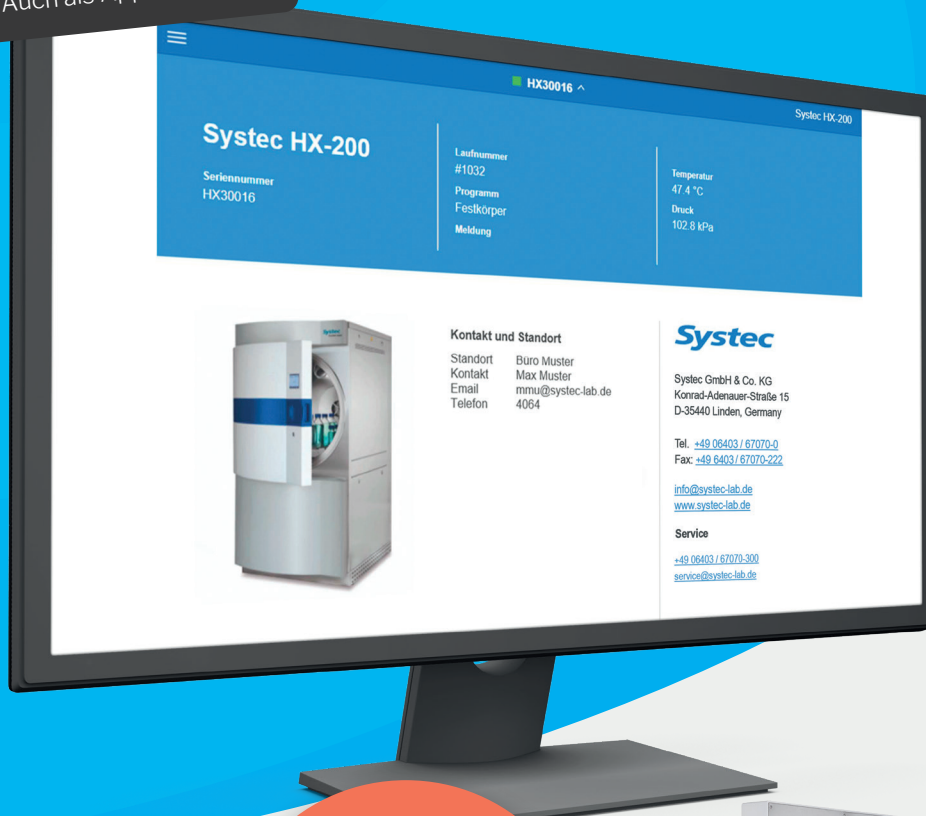 Auch als App
HX30016
Systec HX-200
Systec HX-200
Seriennummer
HX30016
Laufnummer
#1032
Programm
Festkörper
Meldung
Temperatur
47.4 °C
Druck
102.8 kPa
Systec
Kontakt und Standort
Standort Büro Muster
Kontakt Max Muster
Email mmu@systec-lab.de
Telefon 4064
Systec
Systec GmbH & Co. KG
Konrad-Adenauer-Straße 15
D-35440 Linden, Germany
Tel. +49 06403 / 67070-0
Fax: +49 6403 / 67070-222
info@systec-lab.de
www.systec-lab.de
Service
+49 06403 / 67070-300
service@systec-lab.de